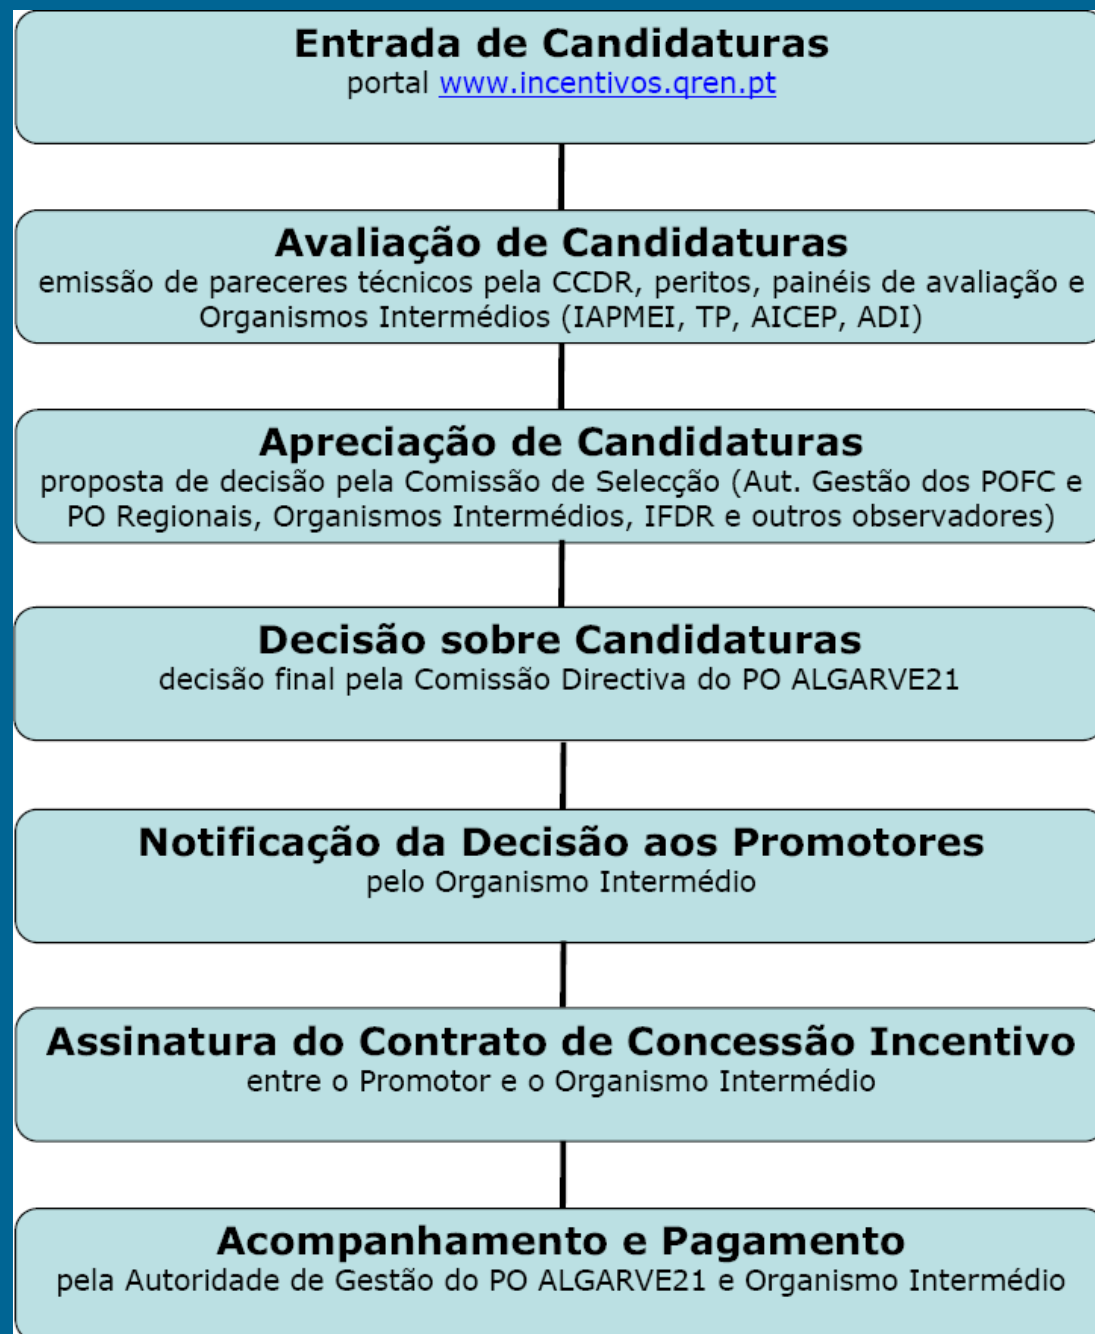 Entrada de Candidaturas
portal www.incentivos.qren.pt
Avaliação de Candidaturas
emissão de pareceres técnicos pela CCDR, peritos, painéis de avaliação e
Organismos Intermédios (IAPMEI, TP, AICEP, ADI)
Apreciação de Candidaturas
proposta de decisão pela Comissão de Selecção (Aut. Gestão dos POFC e
PO Regionais, Organismos Intermédios, IFDR e outros observadores)
Decisão sobre Candidaturas
decisão final pela Comissão Directiva do PO ALGARVE21
Notificação da Decisão aos Promotores
pelo Organismo Intermédio
Assinatura do Contrato de Concessão Incentivo
entre o Promotor e o Organismo Intermédio
Acompanhamento e Pagamento
pela Autoridade de Gestão do PO ALGARVE21 e Organismo Intermédio